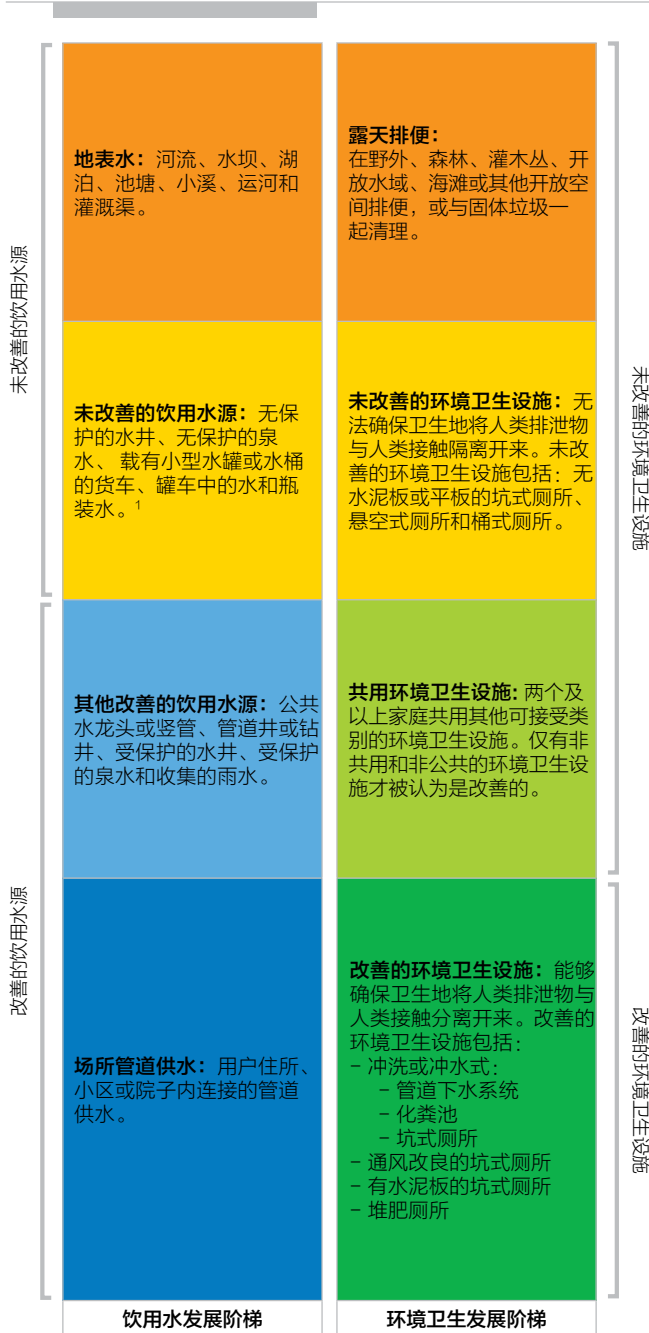 未改善的饮用水源
改善的饮用水源
地表水：河流、水坝、湖
泊、池塘、小溪、运河和
灌溉渠。
未改善的饮用水源：无保
护的水井、无保护的泉
水、 载有小型水罐或水桶
的货车、罐车中的水和瓶
装水。1
其他改善的饮用水源：公共
水龙头或竖管、管道井或钻
井、受保护的水井、受保护
的泉水和收集的雨水。
场所管道供水：用户住所、
小区或院子内连接的管道
供水。
饮用水发展阶梯
露天排便：
在野外、森林、灌木丛、开
放水域、海滩或其他开放空
间排便，或与固体垃圾一
起清理。
未改善的环境卫生设施：无
法确保卫生地将人类排泄物
与人类接触隔离开来。未改
善的环境卫生设施包括：无
水泥板或平板的坑式厕所、
悬空式厕所和桶式厕所。
共用环境卫生设施: 两个及
以上家庭共用其他可接受类
别的环境卫生设施。仅有非
共用和非公共的环境卫生设
施才被认为是改善的。
改善的环境卫生设施：能够
确保卫生地将人类排泄物与
人类接触分离开来。改善的
环境卫生设施包括：
– 冲洗或冲水式
– 管道下水系统
– 化粪池
– 坑式厕所
– 通风改良的坑式厕所
– 有水泥板的坑式厕所
– 堆肥厕所
环境卫生发展阶梯
未改善的环境卫生设施
改善的环境卫生设施